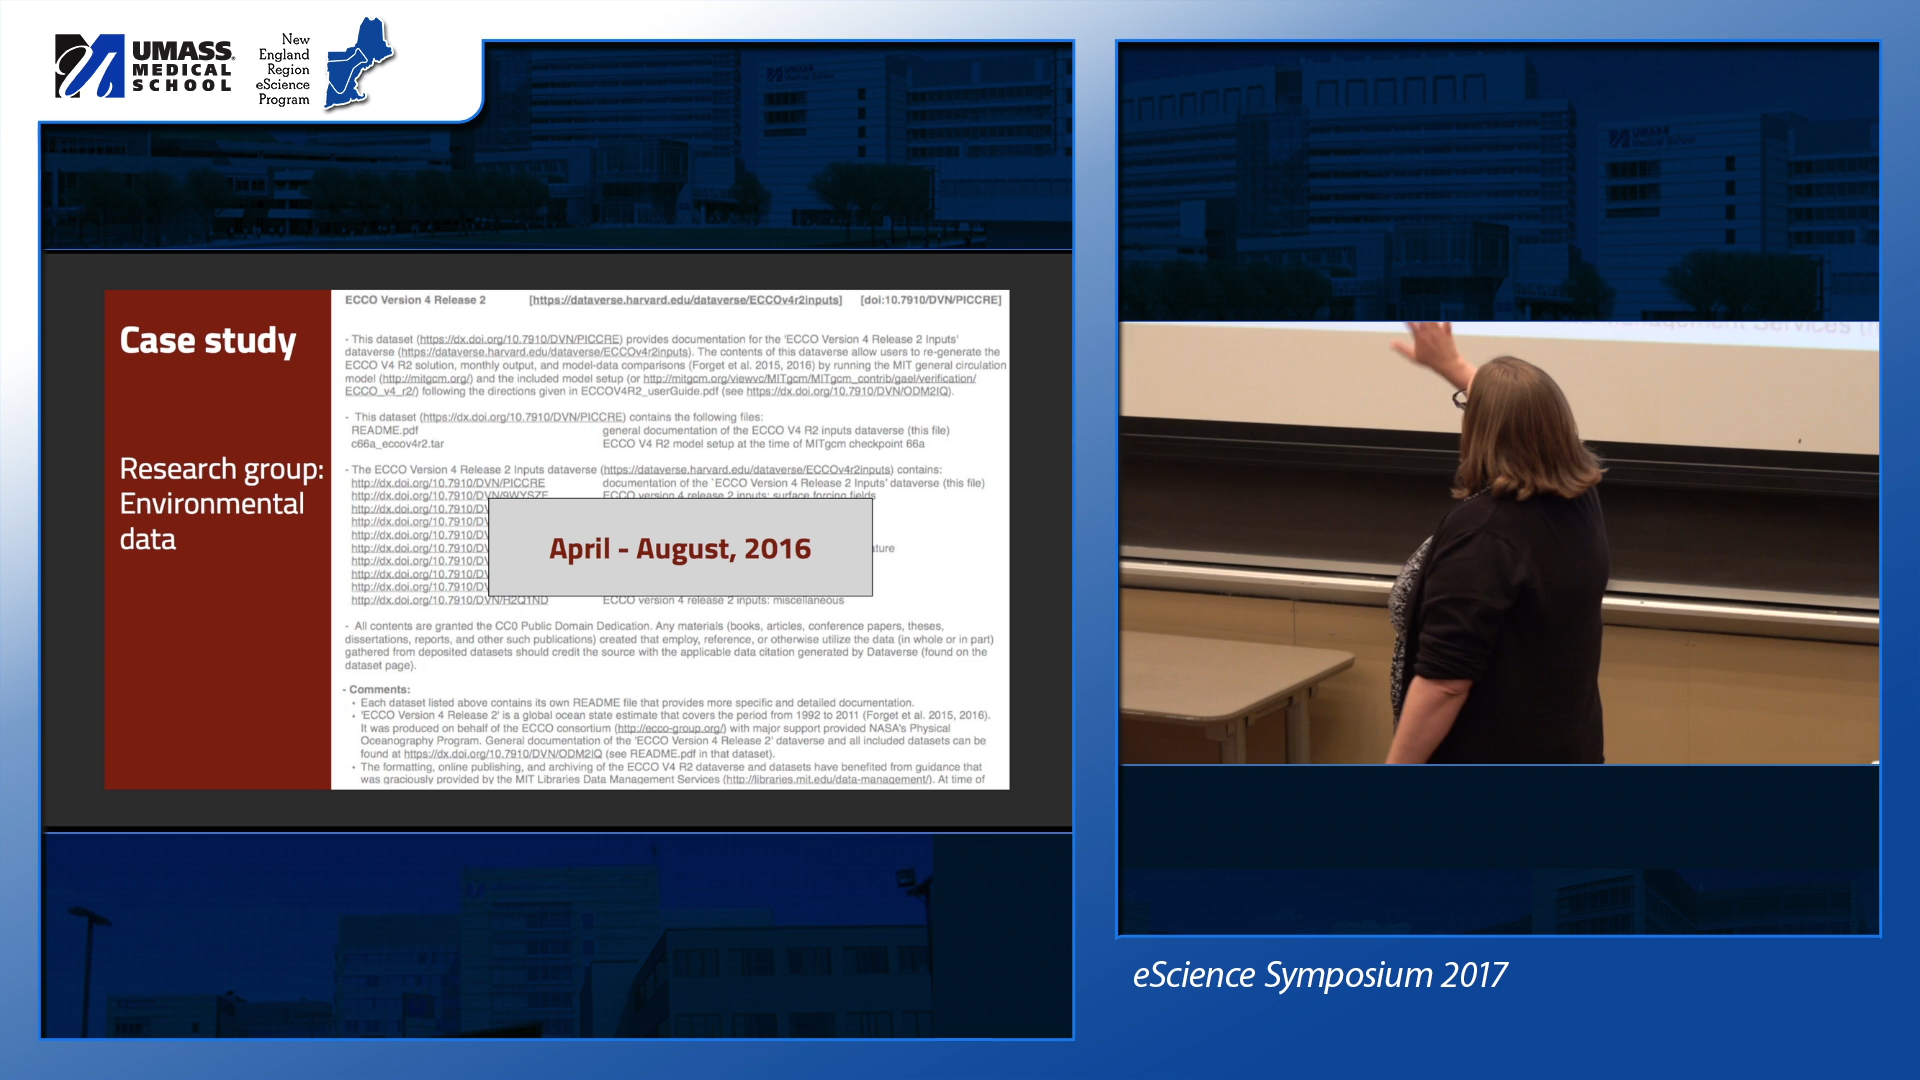 UMASS
MEDICAL
SCHOOL
New
England
Region
eScience
Program
Case study
Research group:
Environmental
data
ECCO Version 4 Release 2 [https://dataverse.harvard.edu/dataverse/ECCOv4r2inputs] [doi:10.7910/DVN/PICCRE]
- This dataset (https://dx.doi.org/10.7910/DVN/PICCRE) provides documentation for the 'ECCO Version 4 Release 2 Inputs'
dataverse (https://dataverse.harvard.edu/dataverse/ECCOv4r2inputs). The contents of this dataverse allow users to re-generate the
ECCO V4 R2 solution, monthly output, and model-data comparisons (Forget et al. 2015, 2016) by running the MIT general circulation
model (http://mitgcm.org/) and the included model setup (or http://mitgcm.org/viewvc/MITgcm/MITgcm_contrib/gael/verification/
ECCO_v4_r2/) following the directions given in ECCOV4R2_userGuide.pdf (see https://dx.doi.org/10.7910/DVN/ODM2IQ).
- This dataset (https://dx.doi.org/10.7910/DVN/PICCRE) contains the following files:
README.pdf general documentation of the ECCO V4 R2 inputs dataverse (this file)
c66a_eccov4r2.tar ECCO V4 R2 model setup at the time of MITgcm checkpoint 66a
- The ECCO Version 4 Release 2 Inputs dataverse (https://dataverse.harvard.edu/dataverse/ECCOv4r2inputs) contains:
http://dx.doi.org/10.7910/DVN/PICCRE documentation of the `ECCO Version 4 Release 2 Inputs' dataverse (this file)
http://dx.doi.org/10.7910/DVN/9WYSZF ECCO version 4 release 2 inputs: surface forcing fields
http://dx.doi.org/10.7910/DV
http://dx.doi.org/10.7910/DV
http://dx.doi.org/10.7910/DV
http://dx.doi.org/10.7910/DV ature
http://dx.doi.org/10.7910/DV
http://dx.doi.org/10.7910/DV
http://dx.doi.org/10.7910/DV
http://dx.doi.org/10.7910/DVN/H2Q1ND ECCO version 4 release 2 inputs: miscellaneous
April - August, 2016
- All contents are granted the CC0 Public Domain Dedication. Any materials (books, articles, conference papers, theses,
dissertations, reports, and other such publications) created that employ, reference, or otherwise utilize the data (in whole or in part)
gathered from deposited datasets should credit the source with the applicable data citation generated by Dataverse (found on the
dataset page).
- Comments:
• Each dataset listed above contains its own README file that provides more specific and detailed documentation.
• 'ECCO Version 4 Release 2' is a global ocean state estimate that covers the period from 1992 to 2011 (Forget et al. 2015, 2016).
It was produced on behalf of the ECCO consortium (http://ecco-group.org/) with major support provided NASA's Physical
Oceanography Program. General documentation of the 'ECCO Version 4 Release 2' dataverse and all included datasets can be
found at https://dx.doi.org/10.7910/DVN/ODM2IQ (see README.pdf in that dataset).
• The formatting, online publishing, and archiving of the ECCO V4 R2 dataverse and datasets have benefited from guidance that
was graciously provided by the MIT Libraries Data Management Services (http://libraries.mit.edu/data-management/). At time of
Management Services
eScience Symposium 2017